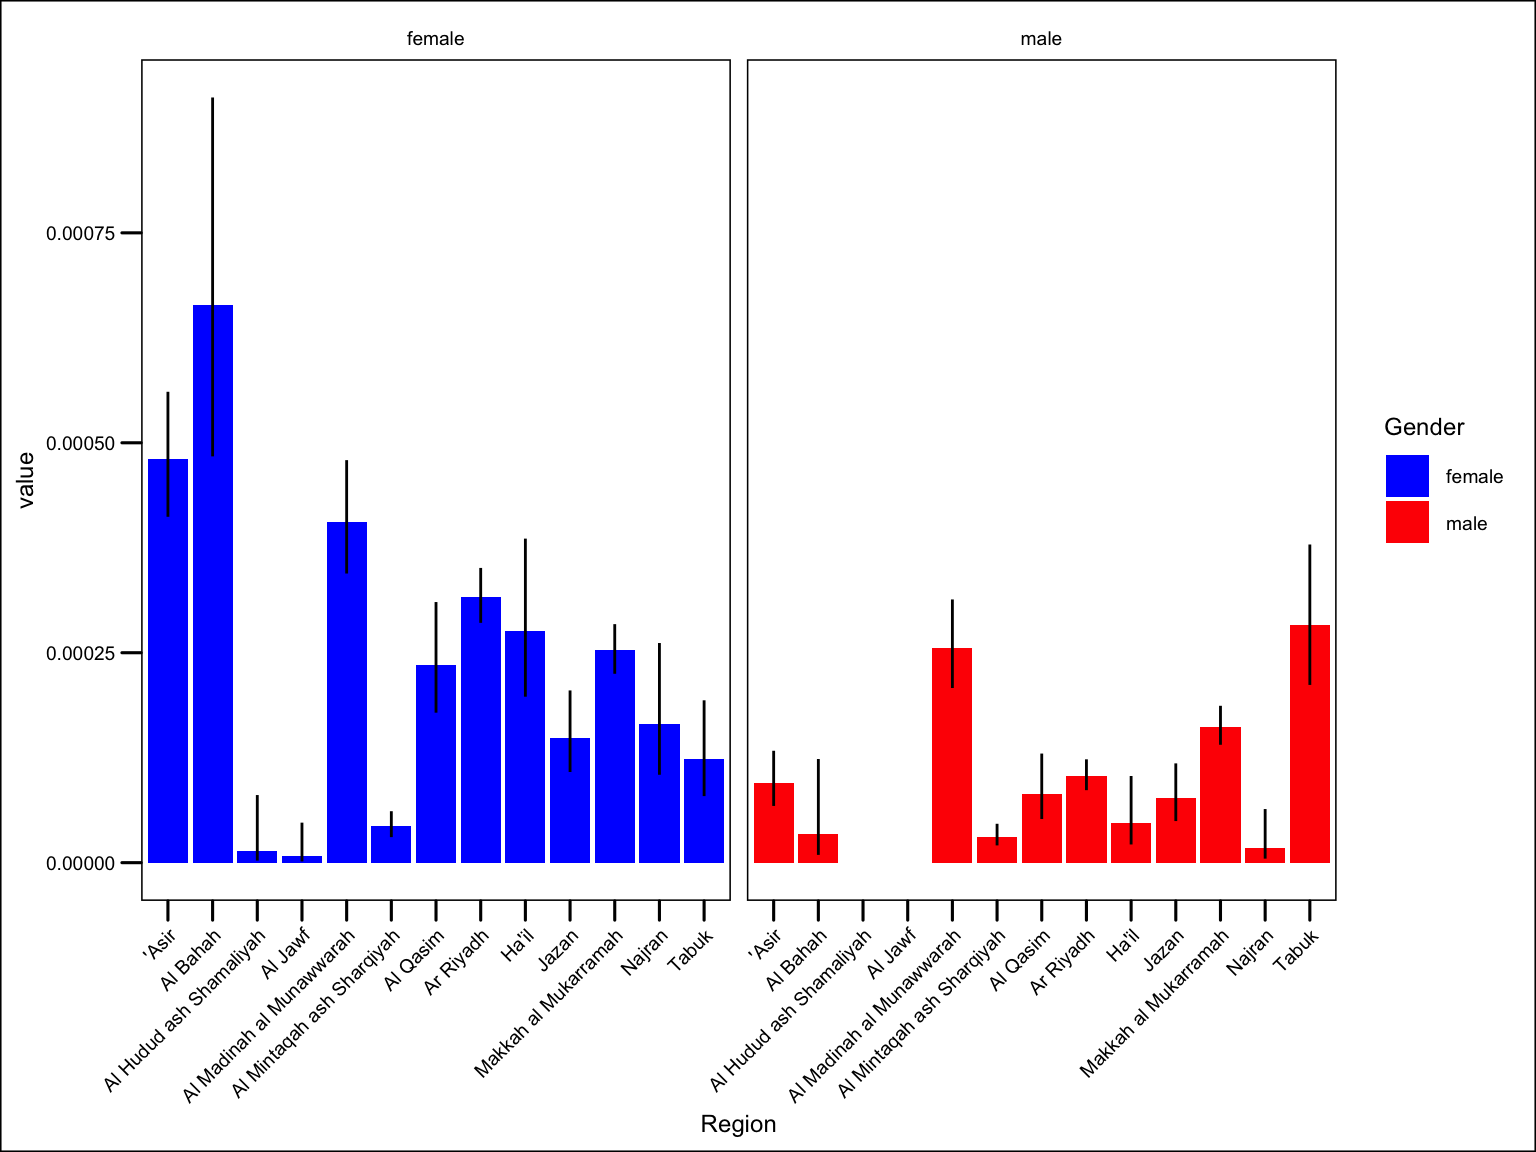 female
male
value
0.00075
0.00050
0.00025
0.00000
'Asir
Al Bahah
Al Hudud ash Shamaliyah
Al Jawf
Al Madinah al Munawwarah
Al Mintaqah ash Sharqiyah
Al Qasim
Ar Riyadh
Ha'il
Jazan
Makkah al Mukarramah
Najran
Tabuk
'Asir
Al Bahah
Al Hudud ash Shamaliyah
Al Jawf
Al Madinah al Munawwarah
Al Mintaqah ash Sharqiyah
Al Qasim
Ar Riyadh
Ha'il
Jazan
Makkah al Mukarramah
Najran
Tabuk
Region
Gender
female
male